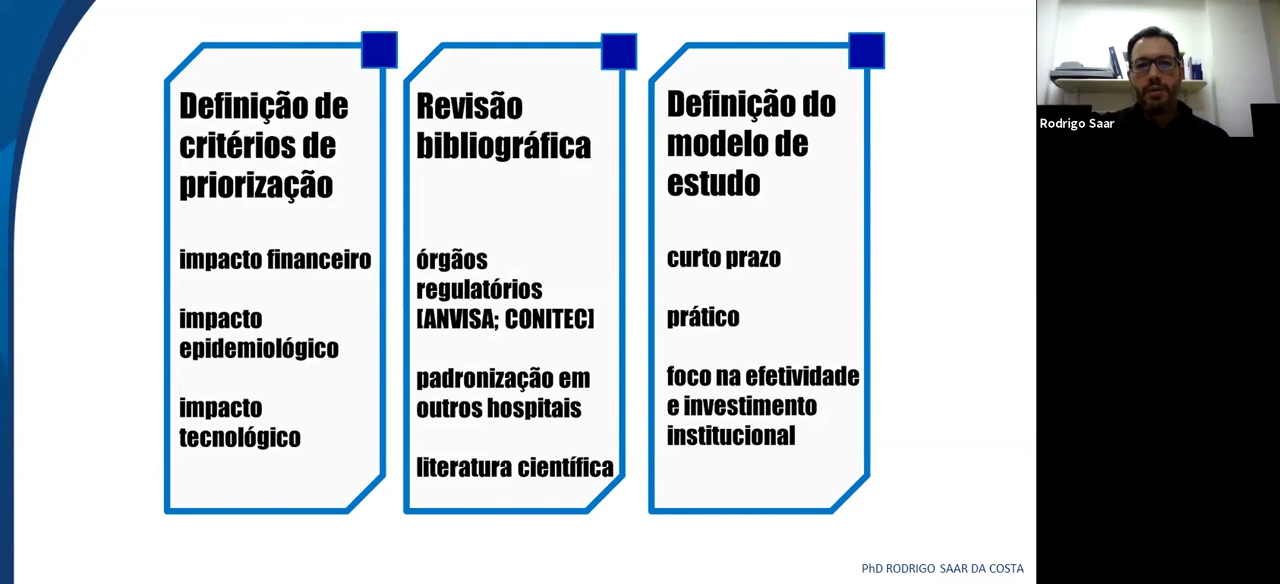 Definição de
critérios de
priorização
impacto financeiro
impacto
epidemiológico
impacto
tecnológico
Revisão
bibliográfica
órgãos
regulatórios
[ANVISA; CONITEC]
padronização em
outros hospitais
literatura científica
Definição do
modelo de
estudo
curto prazo
prático
foco na efetividade
e investimento
institucional
PhD RODRIGO SAAR DA COSTA
Rodrigo Saar